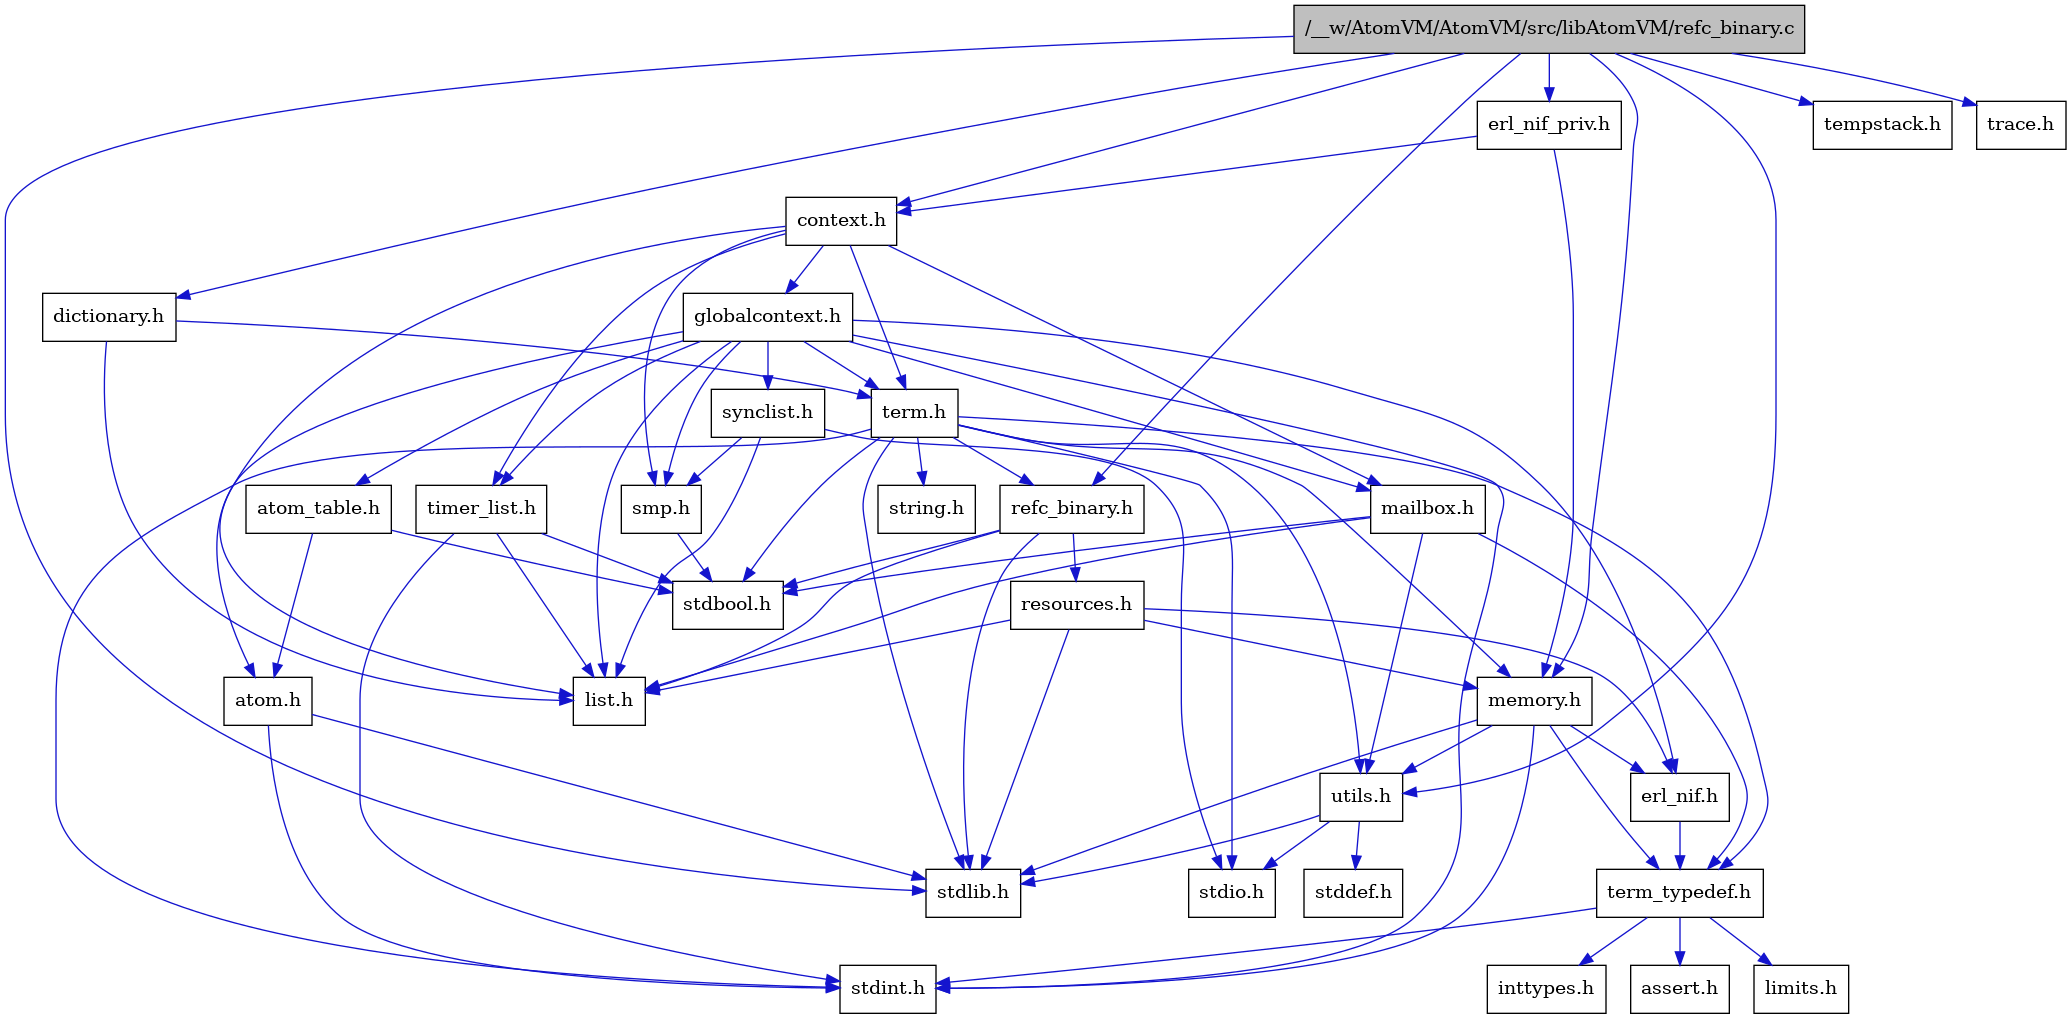 /__w/AtomVM/AtomVM/src/libAtomVM/refc_binary.c
erl_nif_priv.h
tempstack.h
trace.h
context.h
dictionary.h
globalcontext.h
synclist.h
term.h
atom_table.h
timer_list.h
smp.h
string.h
refc_binary.h
mailbox.h
stdbool.h
resources.h
atom.h
list.h
memory.h
utils.h
erl_nif.h
stdlib.h
stdio.h
stddef.h
term_typedef.h
stdint.h
inttypes.h
assert.h
limits.h